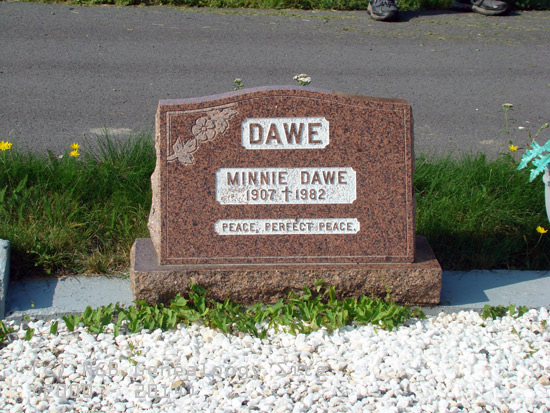 DAWE
MINNIE DAWE
1907 ✝ 1982
PEACE, PERFECT PEACE.